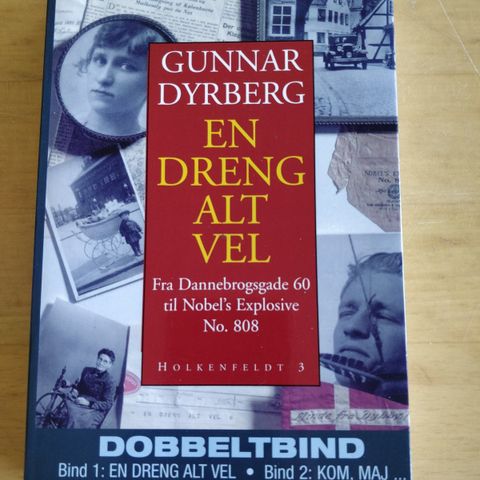 GUNNAR
DYRBERG
EN
DRENG
ALT
VEL
Fra Dannebrogsgade 60
til Nobel's Explosive
No. 808
HOLKENFELDT 3
DOBBELTBIND
Bind 1: EN DRENG ALT VEL • Bind 2: KOM, MAJ ...